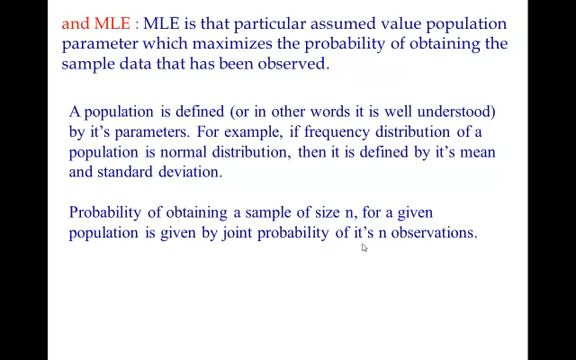 and MLE : MLE is that particular assumed value population
parameter which maximizes the probability of obtaining the
sample data that has been observed.
A population is defined (or in other words it is well understood)
by it's parameters. For example, if frequency distribution of a
population is normal distribution, then it is defined by it's mean
and standard deviation.
Probability of obtaining a sample of size n, for a given
population is given by joint probability of it's n observations.